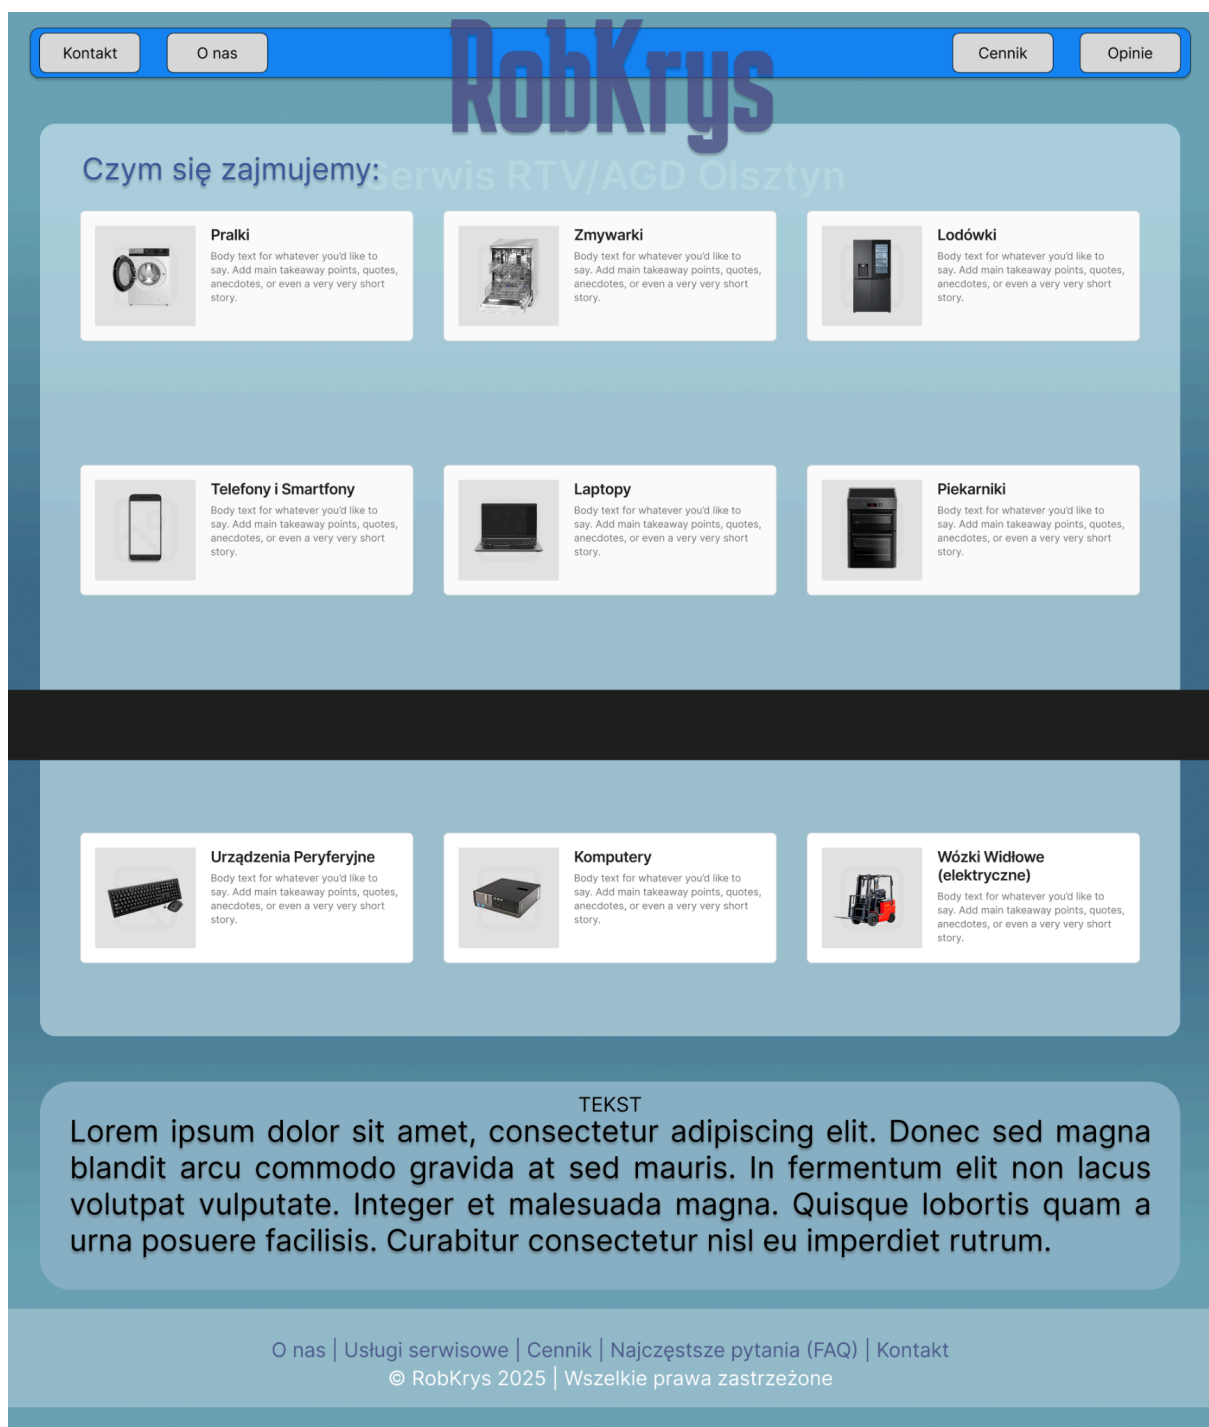 Kontakt
O nas
RobKrys
Cennik
Opinie
Czym się zajmujemy:
Serwis RTV/AGD Olsztyn
Pralki
Body text for whatever you'd like to
say. Add main takeaway points, quotes,
anecdotes, or even a very very short
story.
Zmywarki
Body text for whatever you'd like to
say. Add main takeaway points, quotes,
anecdotes, or even a very very short
story.
Lodówki
Body text for whatever you'd like to
say. Add main takeaway points, quotes,
anecdotes, or even a very very short
story.
Telefony i Smartfony
Body text for whatever you'd like to
say. Add main takeaway points, quotes,
anecdotes, or even a very very short
story.
Laptopy
Body text for whatever you'd like to
say. Add main takeaway points, quotes,
anecdotes, or even a very very short
story.
Piekarniki
Body text for whatever you'd like to
say. Add main takeaway points, quotes,
anecdotes, or even a very very short
story.
Urządzenia Peryferyjne
Body text for whatever you'd like to
say. Add main takeaway points, quotes,
anecdotes, or even a very very short
story.
Komputery
Body text for whatever you'd like to
say. Add main takeaway points, quotes,
anecdotes, or even a very very short
story.
Wózki Widłowe
(elektryczne)
Body text for whatever you'd like to
say. Add main takeaway points, quotes,
anecdotes, or even a very very short
story.
TEKST
Lorem ipsum dolor sit amet, consectetur adipiscing elit. Donec sed magna
blandit arcu commodo gravida at sed mauris. In fermentum elit non lacus
volutpat vulputate. Integer et malesuada magna. Quisque lobortis quam a
urna posuere facilisis. Curabitur consectetur nisl eu imperdiet rutrum.
O nas | Usługi serwisowe | Cennik | Najczęstsze pytania (FAQ) | Kontakt
© RobKrys 2025 | Wszelkie prawa zastrzeżone